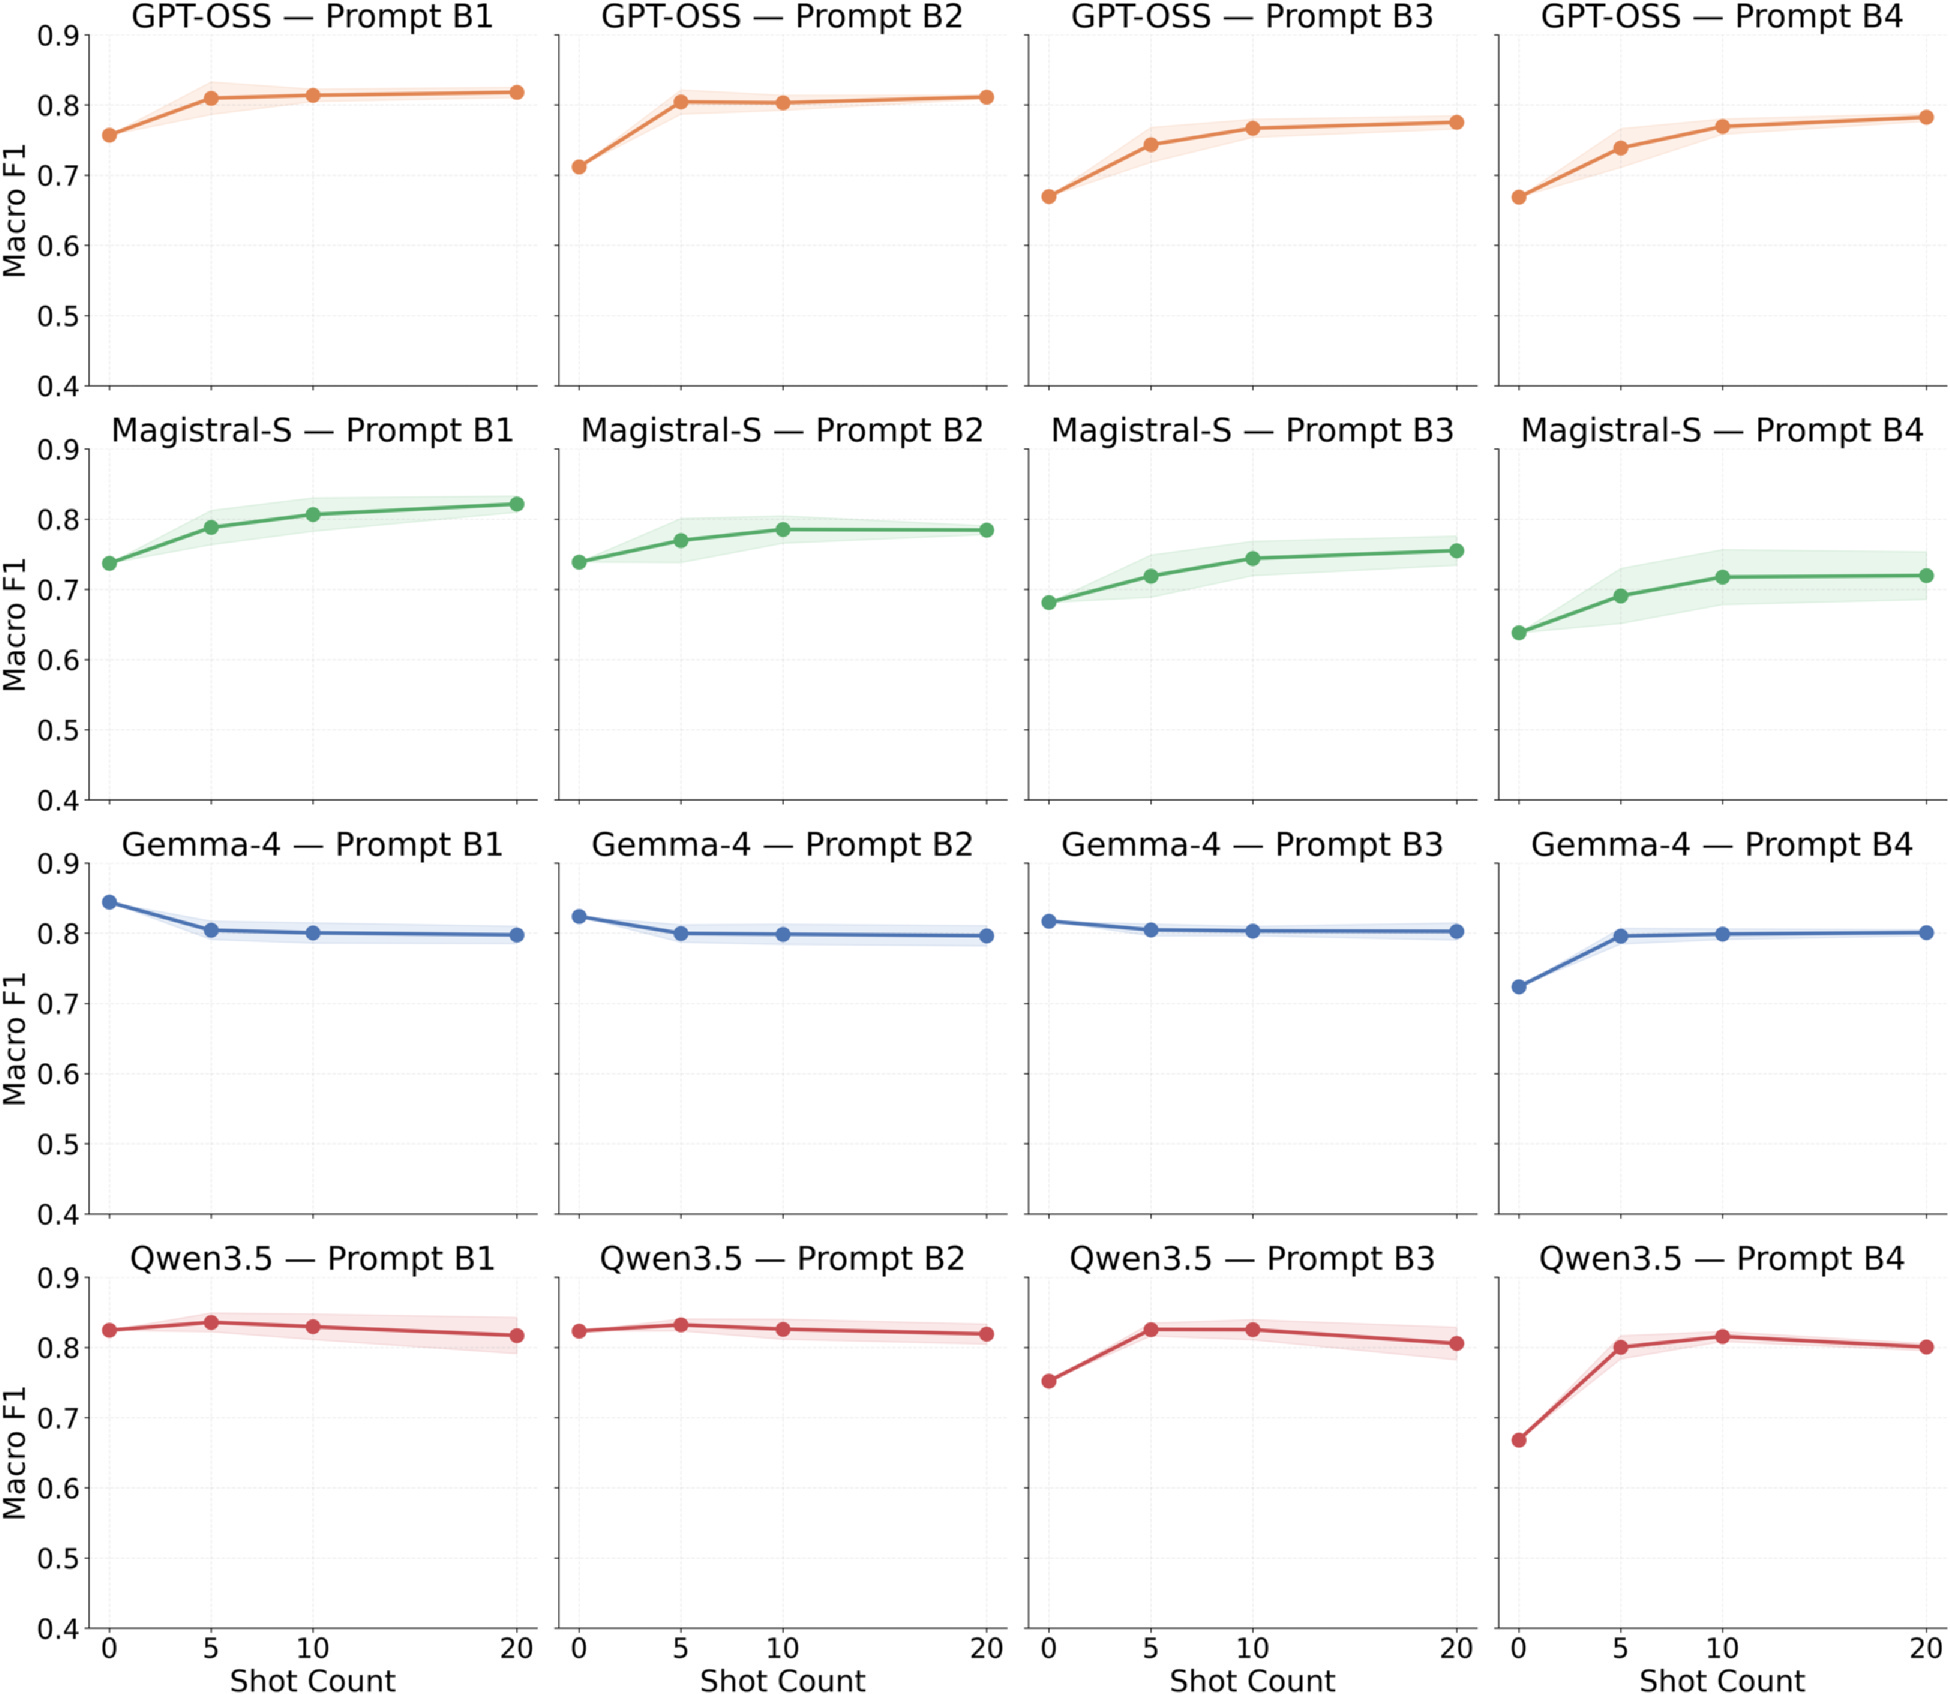 GPT-OSS — Prompt B1
GPT-OSS — Prompt B2
GPT-OSS — Prompt B3
GPT-OSS — Prompt B4
Macro F1
0.9
0.8
0.7
0.6
0.5
0.4
Magistral-S — Prompt B1
Magistral-S — Prompt B2
Magistral-S — Prompt B3
Magistral-S — Prompt B4
Macro F1
0.9
0.8
0.7
0.6
0.5
0.4
Gemma-4 — Prompt B1
Gemma-4 — Prompt B2
Gemma-4 — Prompt B3
Gemma-4 — Prompt B4
Macro F1
0.9
0.8
0.7
0.6
0.5
0.4
Qwen3.5 — Prompt B1
Qwen3.5 — Prompt B2
Qwen3.5 — Prompt B3
Qwen3.5 — Prompt B4
Macro F1
0.9
0.8
0.7
0.6
0.5
0.4
0 5 10 20
0 5 10 20
0 5 10 20
0 5 10 20
Shot Count
Shot Count
Shot Count
Shot Count